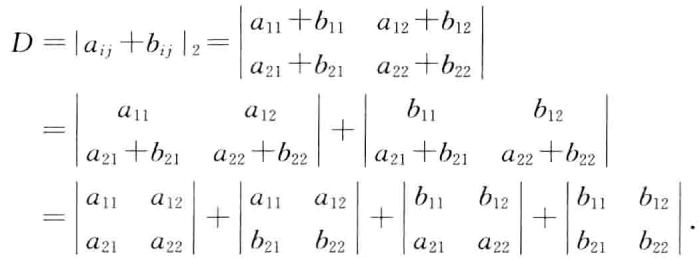 $D = |a_{ij}+b_{ij}|_2 = \begin{vmatrix} a_{11}+b_{11} & a_{12}+b_{12} \\ a_{21}+b_{21} & a_{22}+b_{22} \end{vmatrix}$
$= \begin{vmatrix} a_{11} & a_{12} \\ a_{21}+b_{21} & a_{22}+b_{22} \end{vmatrix} + \begin{vmatrix} b_{11} & b_{12} \\ a_{21}+b_{21} & a_{22}+b_{22} \end{vmatrix}$
$= \begin{vmatrix} a_{11} & a_{12} \\ a_{21} & a_{22} \end{vmatrix} + \begin{vmatrix} a_{11} & a_{12} \\ b_{21} & b_{22} \end{vmatrix} + \begin{vmatrix} b_{11} & b_{12} \\ a_{21} & a_{22} \end{vmatrix} + \begin{vmatrix} b_{11} & b_{12} \\ b_{21} & b_{22} \end{vmatrix}.$